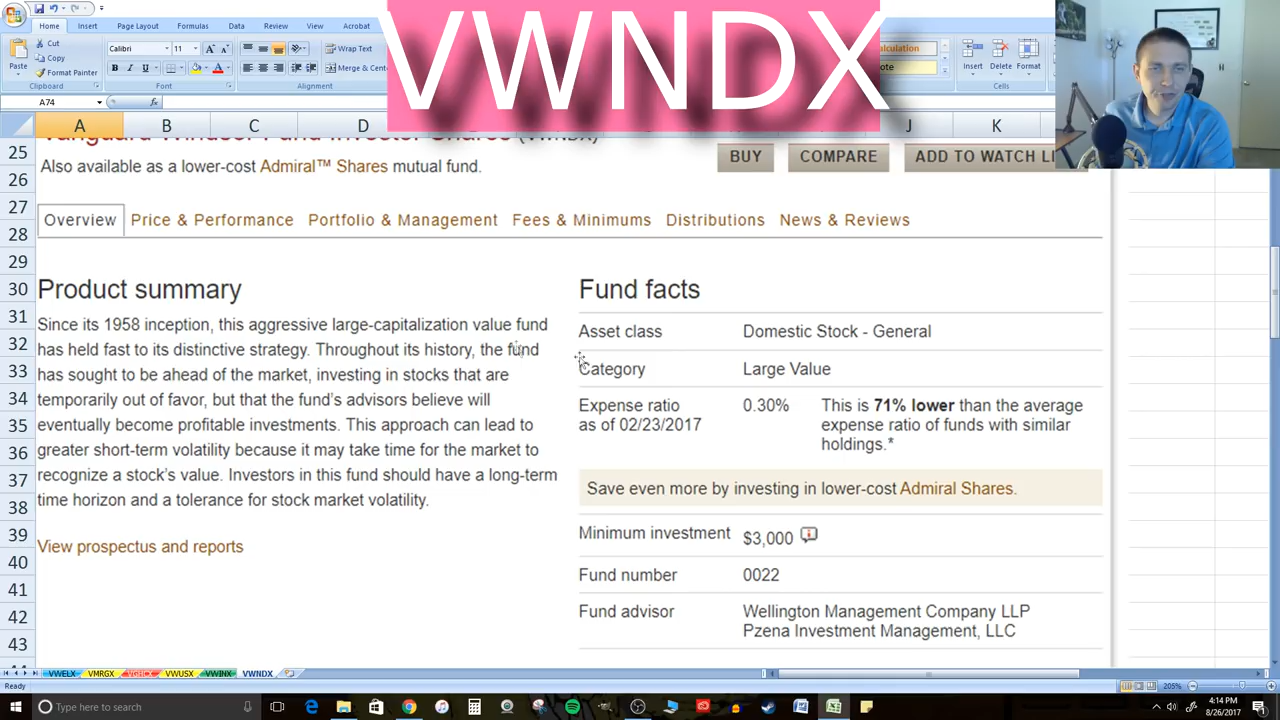 VWNDX
Home Insert Page Layout Formulas Data Review View Acrobat
Cut
Copy
Format Painter
Paste
Clipboard
Calibri 11
Font
Wrap Text
Merge & Cente
Alignment
Calculation
Insert Delete Format
Cells
A74
A B C D J K
Also available as a lower-cost Admiral™ Shares mutual fund.
BUY COMPARE ADD TO WATCH LI
Overview Price & Performance Portfolio & Management Fees & Minimums Distributions News & Reviews
Product summary
Since its 1958 inception, this aggressive large-capitalization value fund
has held fast to its distinctive strategy. Throughout its history, the fund
has sought to be ahead of the market, investing in stocks that are
temporarily out of favor, but that the fund's advisors believe will
eventually become profitable investments. This approach can lead to
greater short-term volatility because it may take time for the market to
recognize a stock's value. Investors in this fund should have a long-term
time horizon and a tolerance for stock market volatility.
View prospectus and reports
Fund facts
Asset class Domestic Stock - General
Category Large Value
Expense ratio
as of 02/23/2017
0.30%
This is 71% lower than the average
expense ratio of funds with similar
holdings.*
Save even more by investing in lower-cost Admiral Shares.
Minimum investment $3,000
Fund number 0022
Fund advisor Wellington Management Company LLP
Pzena Investment Management, LLC
25
26
27
28
29
30
31
32
33
34
35
36
37
38
39
40
41
42
43
VWELX VMRGX VGHCX VWUSX VWINX VWNDX
Ready
205%
Type here to search
4:14 PM
8/26/2017